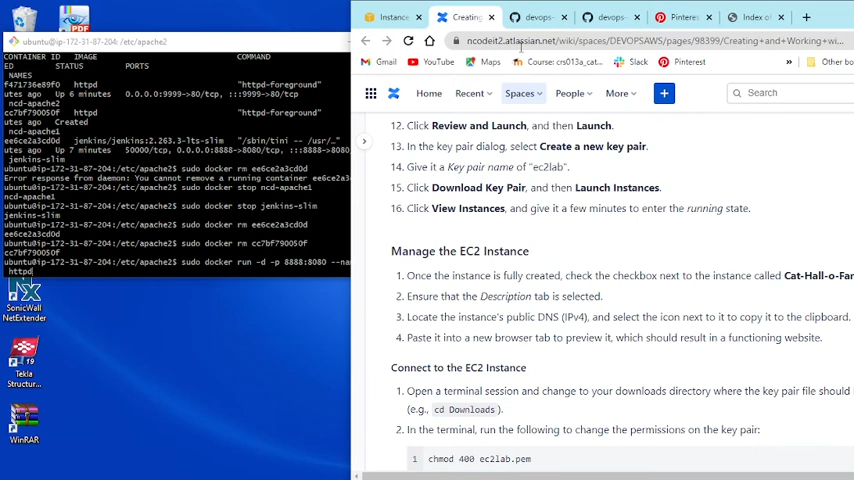 ubuntu@ip-172-31-87-204: /etc/apache2
CONTAINER ID IMAGE COMMAND
ED STATUS PORTS
NAMES
f471736e89f0 httpd "httpd-foreground"
utes ago Up 6 minutes 0.0.0.0:9999->80/tcp, :::9999->80/tcp
ncd-apache2
cc7bf790050f httpd "httpd-foreground"
utes ago Created
ncd-apache1
ee6ce2a3cd0d jenkins/jenkins:2.263.3-lts-slim "/sbin/tini -- /usr/…"
utes ago Up 7 minutes 50000/tcp, 0.0.0.0:8888->8080/tcp, :::8888->8080
jenkins-slim
ubuntu@ip-172-31-87-204:/etc/apache2$ sudo docker rm ee6ce2a3cd0d
Error response from daemon: You cannot remove a running container ee6ce2a3cd
ubuntu@ip-172-31-87-204:/etc/apache2$ sudo docker stop ncd-apache1
ncd-apache1
ubuntu@ip-172-31-87-204:/etc/apache2$ sudo docker stop jenkins-slim
jenkins-slim
ubuntu@ip-172-31-87-204:/etc/apache2$ sudo docker rm ee6ce2a3cd0d
ee6ce2a3cd0d
ubuntu@ip-172-31-87-204:/etc/apache2$ sudo docker rm cc7bf790050f
cc7bf790050f
ubuntu@ip-172-31-87-204:/etc/apache2$ sudo docker run -d -p 8888:8080 --nam
httpd
PDF
SonicWall
NetExtender
19
Tekla
Structur...
WinRAR
Instance
Creating
devops-
devops-
Pinteres
Index of
ncodeit2.atlassian.net/wiki/spaces/DEVOPSAWS/pages/98399/Creating+and+Working+wi...
Gmail YouTube Maps Course: crs013a_cat... Slack Pinterest » Other bo
Home Recent Spaces People More + Search
12. Click Review and Launch, and then Launch.
13. In the key pair dialog, select Create a new key pair.
14. Give it a Key pair name of "ec2lab".
15. Click Download Key Pair, and then Launch Instances.
16. Click View Instances, and give it a few minutes to enter the running state.
Manage the EC2 Instance
1. Once the instance is fully created, check the checkbox next to the instance called Cat-Hall-o-Far
2. Ensure that the Description tab is selected.
3. Locate the instance's public DNS (IPv4), and select the icon next to it to copy it to the clipboard.
4. Paste it into a new browser tab to preview it, which should result in a functioning website.
Connect to the EC2 Instance
1. Open a terminal session and change to your downloads directory where the key pair file should l
(e.g., cd Downloads ).
2. In the terminal, run the following to change the permissions on the key pair:
1 chmod 400 ec2lab.pem